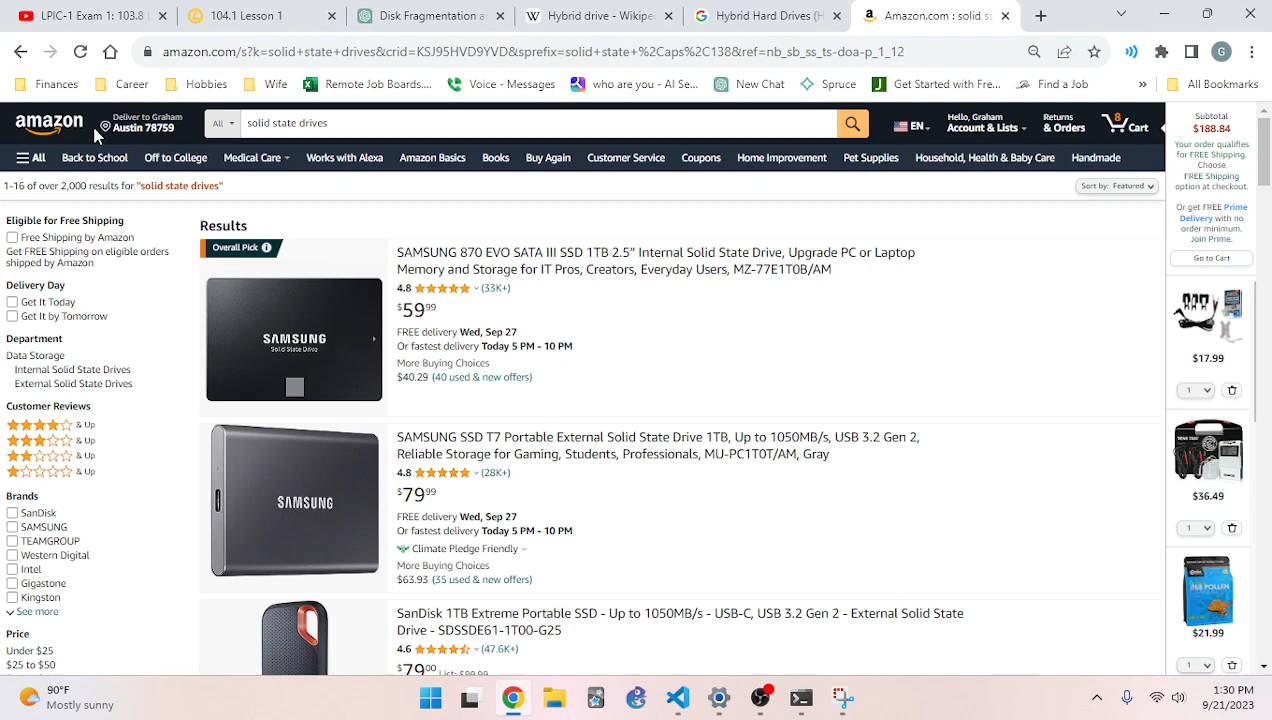 LPIC-1 Exam 1: 103.8
104.1 Lesson 1
Disk Fragmentation an
Hybrid drive - Wikipe
Hybrid Hard Drives (H
Amazon.com : solid st
amazon.com/s?k=solid+state+drives&crid=KSJ95HVD9YVD&sprefix=solid+state+%2Caps%2C138&ref=nb_sb_ss_ts-doa-p_1_12
G
Finances
Career
Hobbies
Wife
Remote Job Boards....
Voice - Messages
who are you - AI Se...
New Chat
Spruce
Get Started with Fre...
Find a Job
»
All Bookmarks
amazon
Deliver to Graham
Austin 78759
All
solid state drives
EN
Hello, Graham
Account & Lists
Returns
& Orders
8
Cart
All
Back to School
Off to College
Medical Care
Works with Alexa
Amazon Basics
Books
Buy Again
Customer Service
Coupons
Home Improvement
Pet Supplies
Household, Health & Baby Care
Handmade
1-16 of over 2,000 results for "solid state drives"
Sort by: Featured
Eligible for Free Shipping
Free Shipping by Amazon
Get FREE Shipping on eligible orders
shipped by Amazon
Delivery Day
Get It Today
Get It by Tomorrow
Department
Data Storage
Internal Solid State Drives
External Solid State Drives
Customer Reviews
& Up
& Up
& Up
& Up
Brands
SanDisk
SAMSUNG
TEAMGROUP
Western Digital
Intel
Gigastone
Kingston
See more
Price
Under $25
$25 to $50
Results
Overall Pick
SAMSUNG
Solid State Drive
SAMSUNG 870 EVO SATA III SSD 1TB 2.5” Internal Solid State Drive, Upgrade PC or Laptop
Memory and Storage for IT Pros, Creators, Everyday Users, MZ-77E1T0B/AM
4.8 (33K+)
$59.99
FREE delivery Wed, Sep 27
Or fastest delivery Today 5 PM - 10 PM
More Buying Choices
$40.29 (40 used & new offers)
SAMSUNG
SAMSUNG SSD T7 Portable External Solid State Drive 1TB, Up to 1050MB/s, USB 3.2 Gen 2,
Reliable Storage for Gaming, Students, Professionals, MU-PC1T0T/AM, Gray
4.8 (28K+)
$79.99
FREE delivery Wed, Sep 27
Or fastest delivery Today 5 PM - 10 PM
Climate Pledge Friendly
More Buying Choices
$63.93 (35 used & new offers)
SanDisk 1TB Extreme Portable SSD - Up to 1050MB/s - USB-C, USB 3.2 Gen 2 - External Solid State
Drive - SDSSDE61-1T00-G25
4.6 (47.6K+)
$79.00 List: $99.99
Subtotal
$188.84
Your order qualifies
for FREE Shipping.
Choose
FREE Shipping
option at checkout.
Or get FREE Prime
Delivery with no
order minimum.
Join Prime.
Go to Cart
$17.99
1
$36.49
1
BEE POLLEN
$21.99
1
90°F
Mostly sunny
1:30 PM
9/21/2023